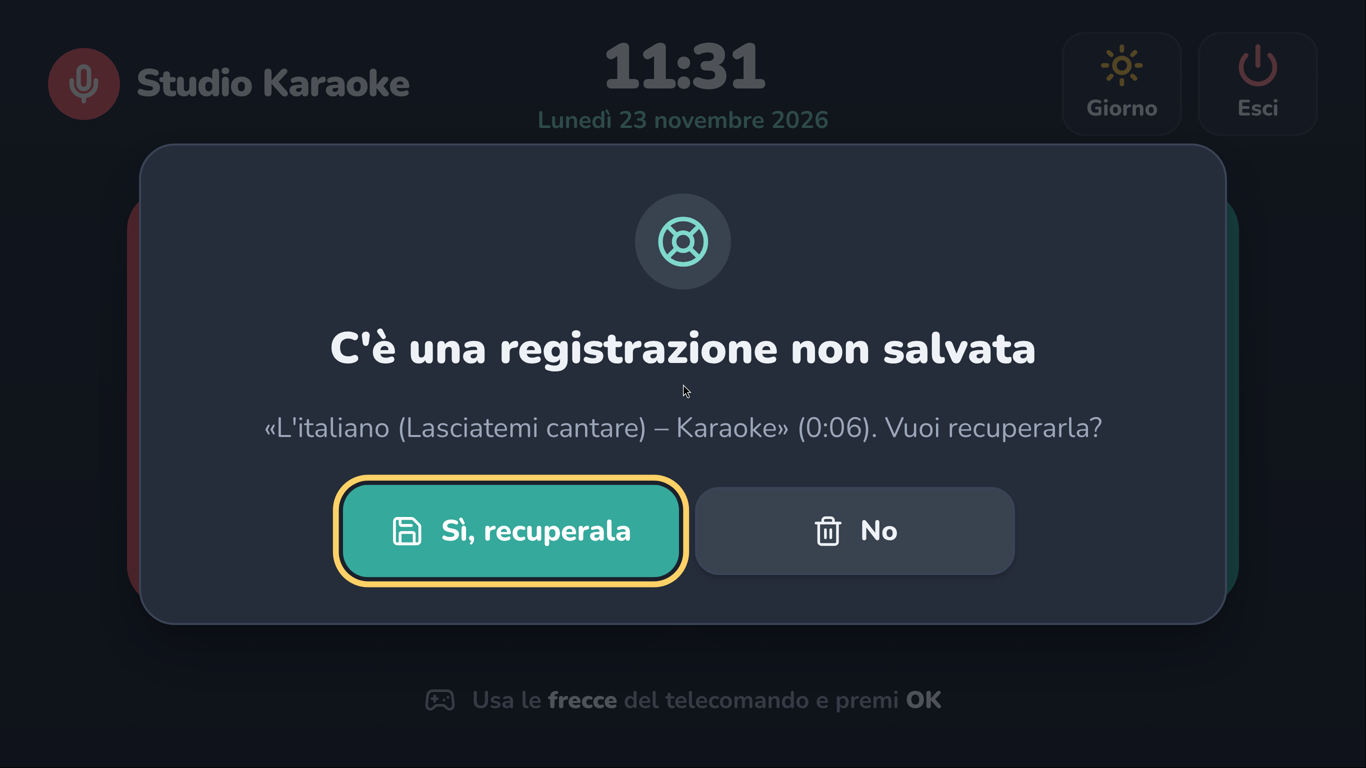 Studio Karaoke
11:31
Lunedì 23 novembre 2026
Giorno
Esci
C'è una registrazione non salvata
«L'italiano (Lasciatemi cantare) – Karaoke» (0:06). Vuoi recuperarla?
Sì, recuperala
No
Usa le frecce del telecomando e premi OK